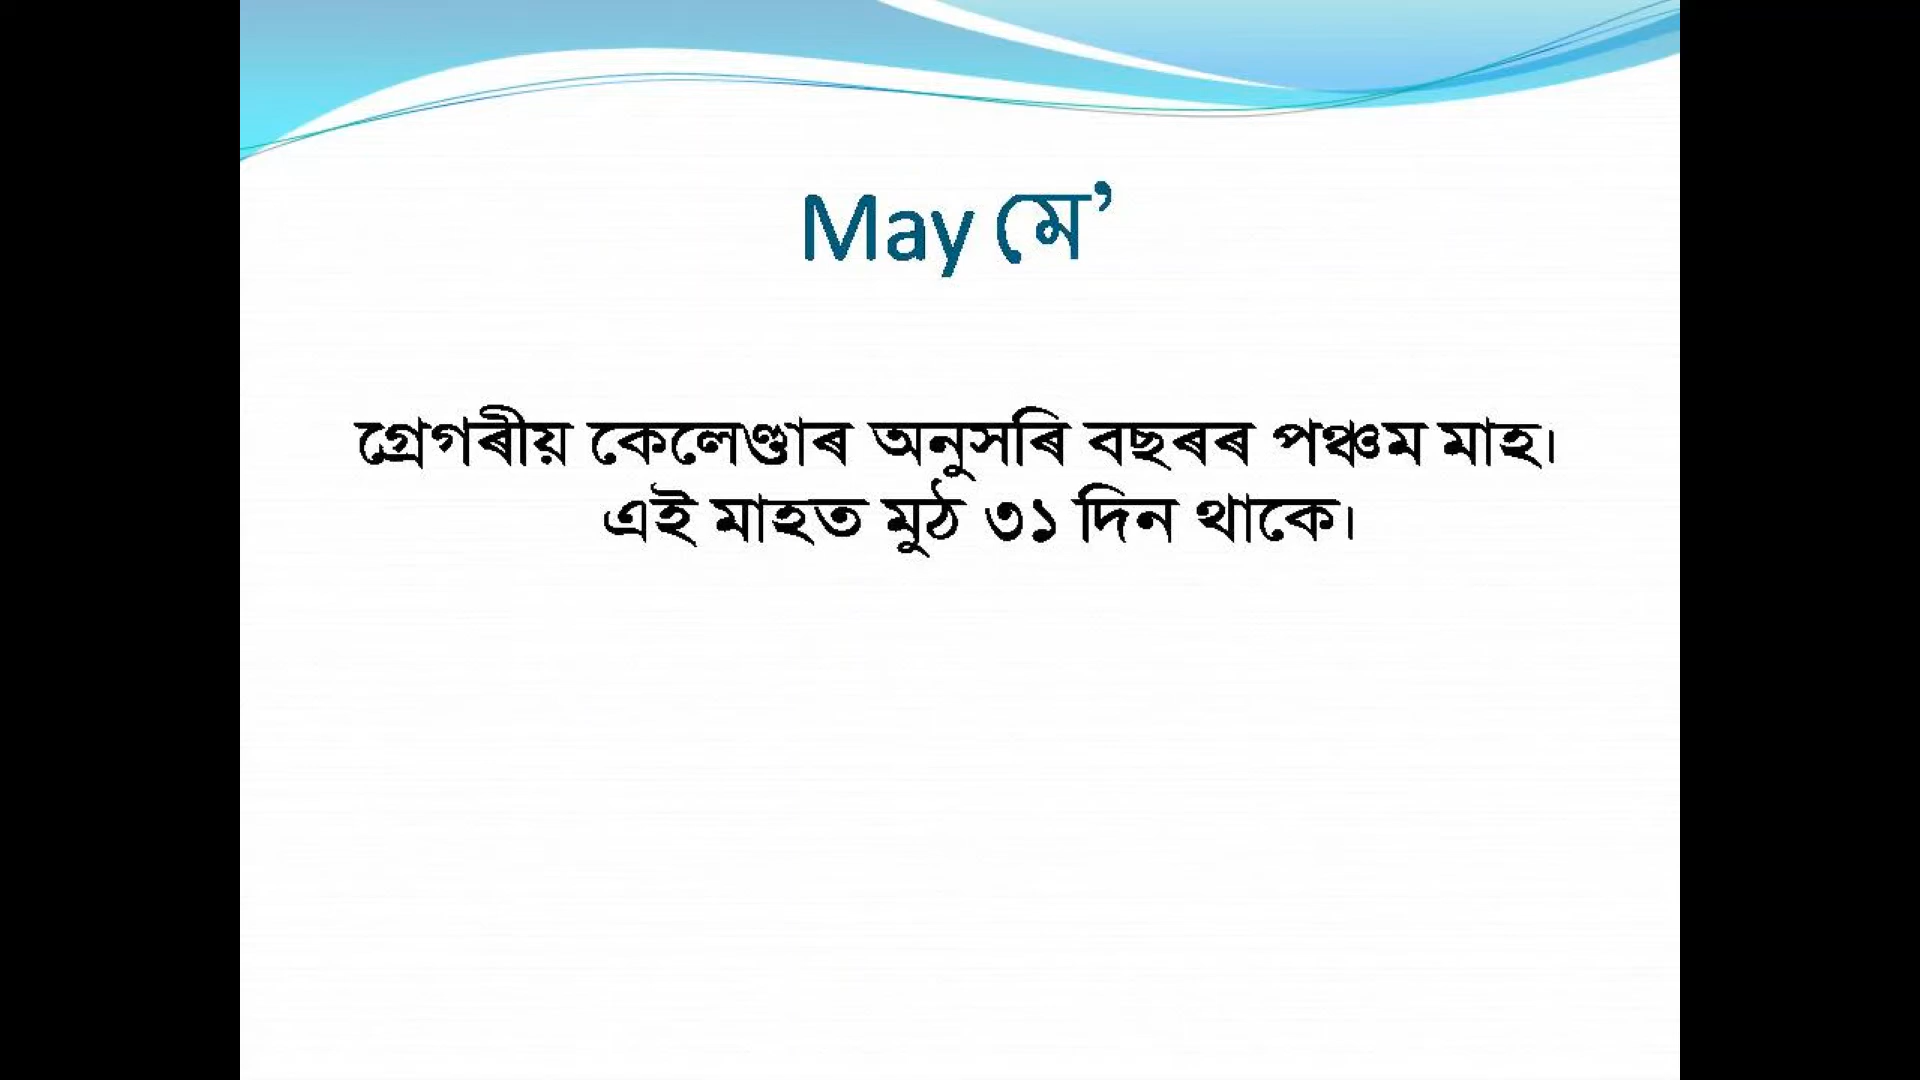 May মে’
গ্ৰেগৰীয় কেলেণ্ডাৰ অনুসৰি বছৰৰ পঞ্চম মাহ।
এই মাহত মুঠ ৩১ দিন থাকে।